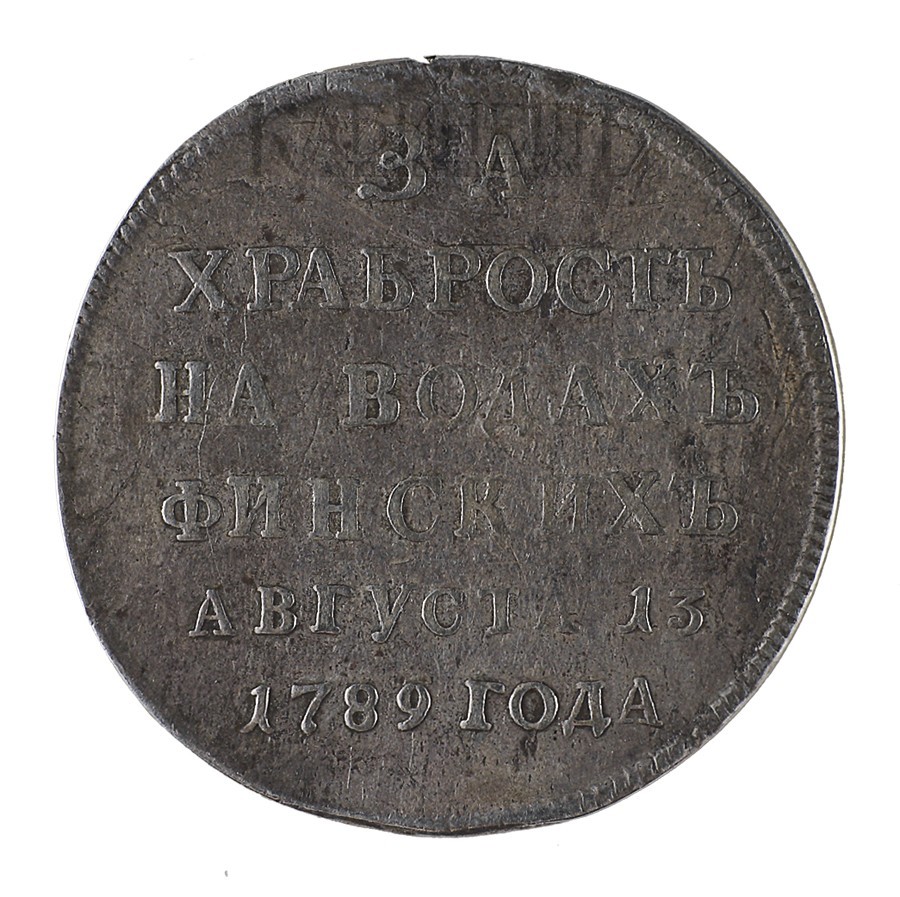 ЗА
ХРАБРОСТЬ
НА ВОДАХЪ
ФИНСКИХЪ
АВГУСТА 13
1789 ГОДА